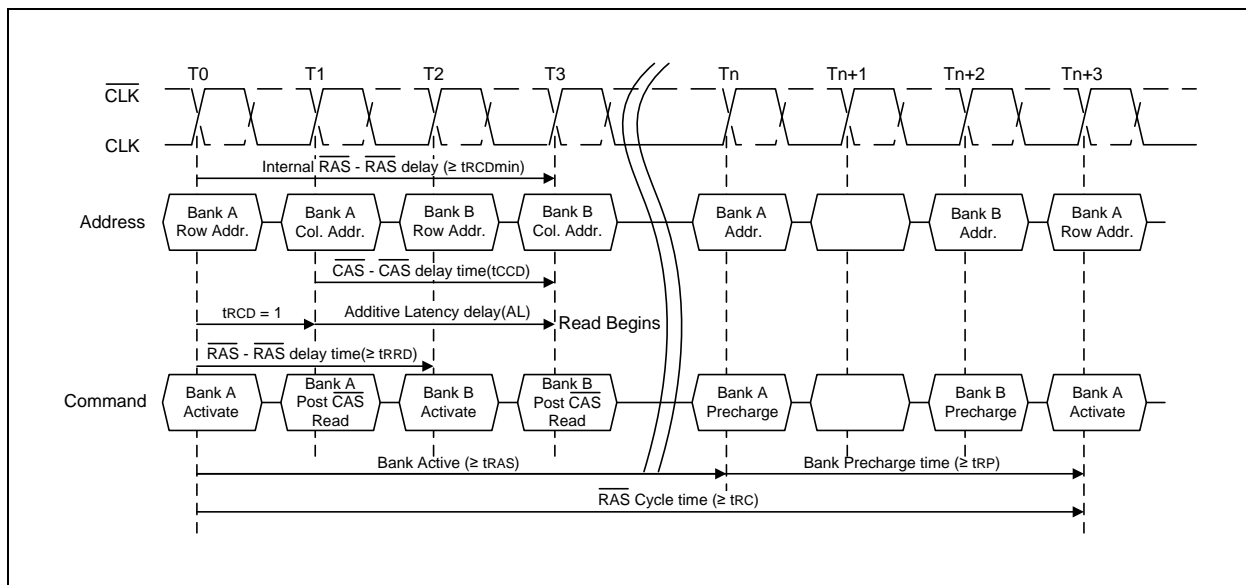 T0 T1 T2 T3 Tn Tn+1 Tn+2 Tn+3
CLK
CLK
Internal RAS - RAS delay (≥ tRCDmin)
Address
Bank A
Row Addr.
Bank A
Col. Addr.
Bank B
Row Addr.
Bank B
Col. Addr.
Bank A
Addr.
Bank B
Addr.
Bank A
Row Addr.
CAS - CAS delay time(tCCD)
tRCD = 1
Additive Latency delay(AL)
Read Begins
RAS - RAS delay time(≥ tRRD)
Command
Bank A
Activate
Bank A
Post CAS
Read
Bank B
Activate
Bank B
Post CAS
Read
Bank A
Precharge
Bank B
Precharge
Bank A
Activate
Bank Active (≥ tRAS)
Bank Precharge time (≥ tRP)
RAS Cycle time (≥ tRC)